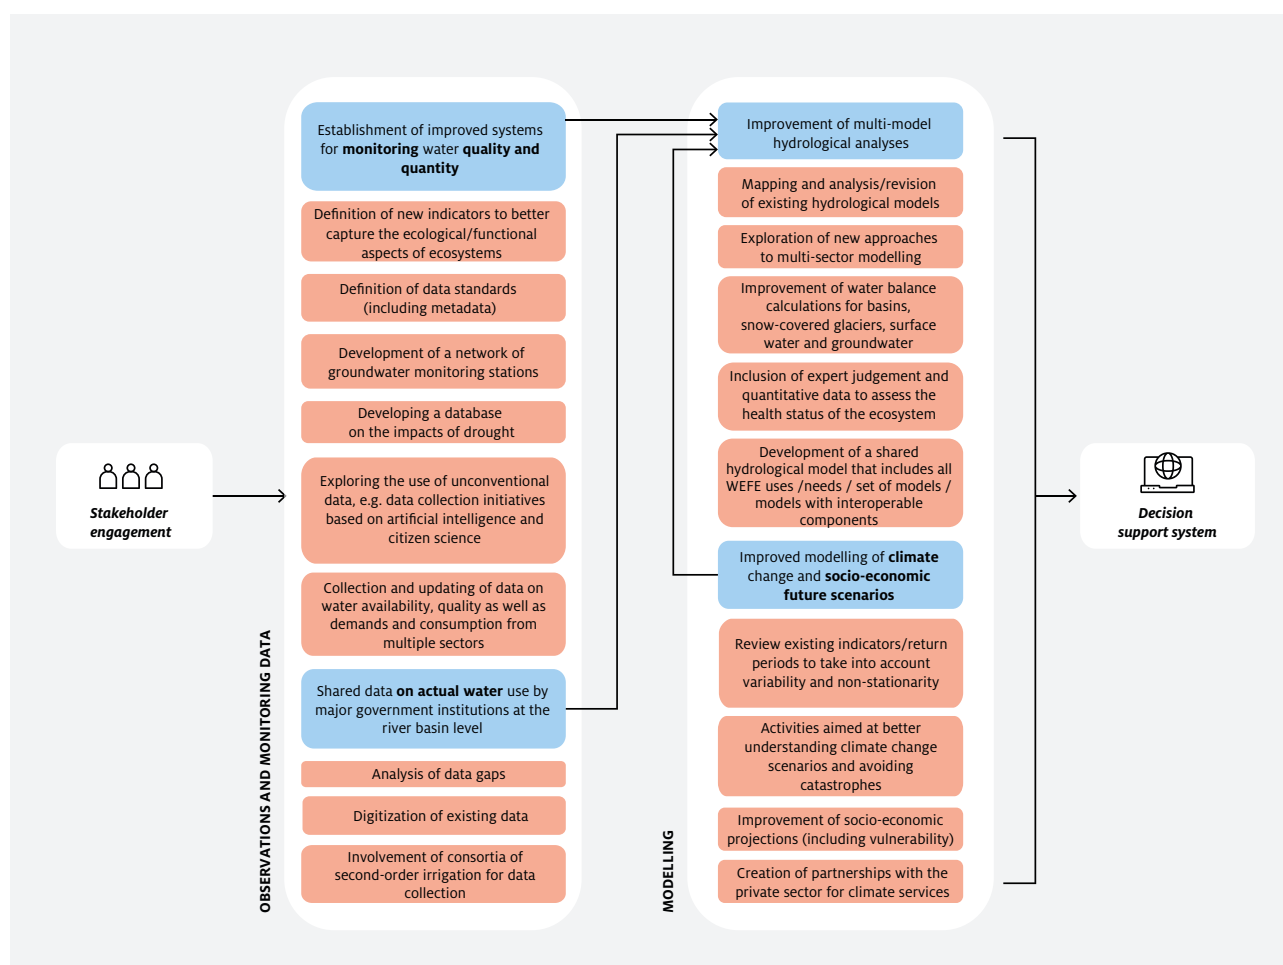 Stakeholder
engagement
OBSERVATIONS AND MONITORING DATA
Establishment of improved systems
for monitoring water quality and
quantity
Definition of new indicators to better
capture the ecological/functional
aspects of ecosystems
Definition of data standards
(including metadata)
Development of a network of
groundwater monitoring stations
Developing a database
on the impacts of drought
Exploring the use of unconventional
data, e.g. data collection initiatives
based on artificial intelligence and
citizen science
Collection and updating of data on
water availability, quality as well as
demands and consumption from
multiple sectors
Shared data on actual water use by
major government institutions at the
river basin level
Analysis of data gaps
Digitization of existing data
Involvement of consortia of
second-order irrigation for data
collection
MODELLING
Improvement of multi-model
hydrological analyses
Mapping and analysis/revision
of existing hydrological models
Exploration of new approaches
to multi-sector modelling
Improvement of water balance
calculations for basins,
snow-covered glaciers, surface
water and groundwater
Inclusion of expert judgement and
quantitative data to assess the
health status of the ecosystem
Development of a shared
hydrological model that includes all
WEFE uses /needs / set of models /
models with interoperable
components
Improved modelling of climate
change and socio-economic
future scenarios
Review existing indicators/return
periods to take into account
variability and non-stationarity
Activities aimed at better
understanding climate change
scenarios and avoiding
catastrophes
Improvement of socio-economic
projections (including vulnerability)
Creation of partnerships with the
private sector for climate services
Decision
support system